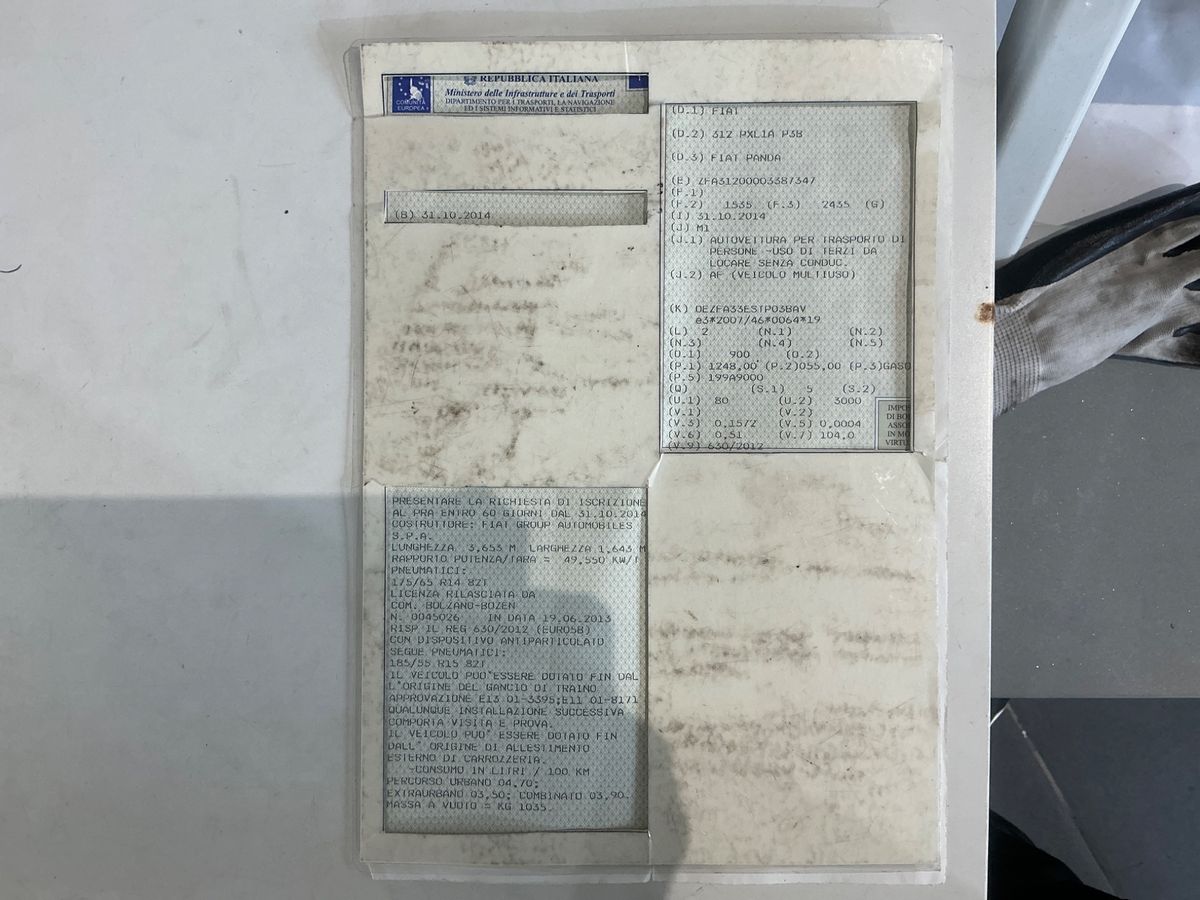 REPUBBLICA ITALIANA
COMUNITÀ EUROPEA
Ministero delle Infrastrutture e dei Trasporti
DIPARTIMENTO PER I TRASPORTI, LA NAVIGAZIONE
ED I SISTEMI INFORMATIVI E STATISTICI
(B) 31.10.2014
(D.1) FIAT
(D.2) 312 PXL1A P3B
(D.3) FIAT PANDA
(E) ZFA31200003387347
(F.1)
(F.2) 1535 (F.3) 2435 (G)
(I) 31.10.2014
(J) M1
(J.1) AUTOVETTURA PER TRASPORTO DI
PERSONE -USO DI TERZI DA
LOCARE SENZA CONDUC.
(J.2) AF (VEICOLO MULTIUSO)
(K) OEZFA33ESTP03BAV
e3*2007/46*0064*19
(L) 2 (N.1) (N.2)
(N.3) (N.4) (N.5)
(O.1) 900 (O.2)
(P.1) 1248,00 (P.2)055,00 (P.3)GASO
(P.5) 199A9000
(Q) (S.1) 5 (S.2)
(U.1) 80 (U.2) 3000
(V.1) (V.2)
(V.3) 0,1572 (V.5) 0,0004
(V.6) 0,51 (V.7) 104,0
(V.9) 630/2012
IMPOS
DI BO
ASSO
IN MO
VIRTU
PRESENTARE LA RICHIESTA DI ISCRIZIONE
AL PRA ENTRO 60 GIORNI DAL 31.10.2014
COSTRUTTORE: FIAT GROUP AUTOMOBILES
S.P.A.
LUNGHEZZA 3,653 M LARGHEZZA 1,643 M
RAPPORTO POTENZA/TARA = 49,550 KW/T
PNEUMATICI:
175/65 R14 82T
LICENZA RILASCIATA DA
COM. BOLZANO-BOZEN
N. 0045026 IN DATA 19.06.2013
RISP IL REG 630/2012 (EURO5B)
CON DISPOSITIVO ANTIPARTICOLATO
SEGUE PNEUMATICI:
185/55 R15 82T
IL VEICOLO PUO'ESSERE DOTATO FIN DAL
L'ORIGINE DEL GANCIO DI TRAINO
APPROVAZIONE E13 01-3395;E11 01-8171
QUALUNQUE INSTALLAZIONE SUCCESSIVA
COMPORTA VISITA E PROVA.
IL VEICOLO PUO' ESSERE DOTATO FIN
DALL' ORIGINE DI ALLESTIMENTO
ESTERNO DI CARROZZERIA.
-CONSUMO IN LITRI / 100 KM
PERCORSO URBANO 04,70;
EXTRAURBANO 03,50; COMBINATO 03,90.
MASSA A VUOTO = KG 1035.